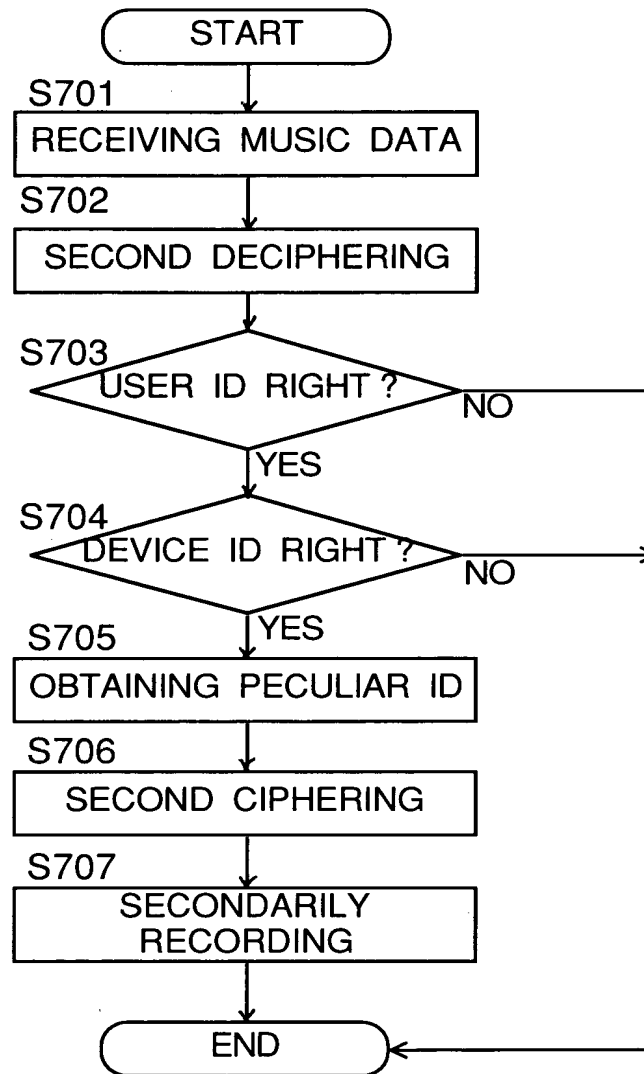 START
S701
RECEIVING MUSIC DATA
S702
SECOND DECIPHERING
S703
USER ID RIGHT ?
NO
YES
S704
DEVICE ID RIGHT ?
NO
YES
S705
OBTAINING PECULIAR ID
S706
SECOND CIPHERING
S707
SECONDARILY
RECORDING
END